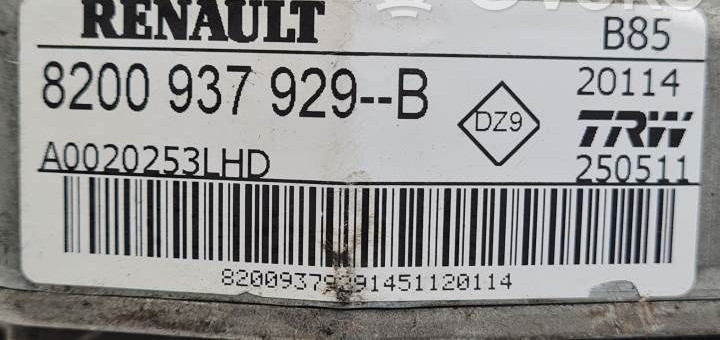 RENAULT B85
8200 937 929--B 20114
DZ9 TRW
A0020253LHD 250511